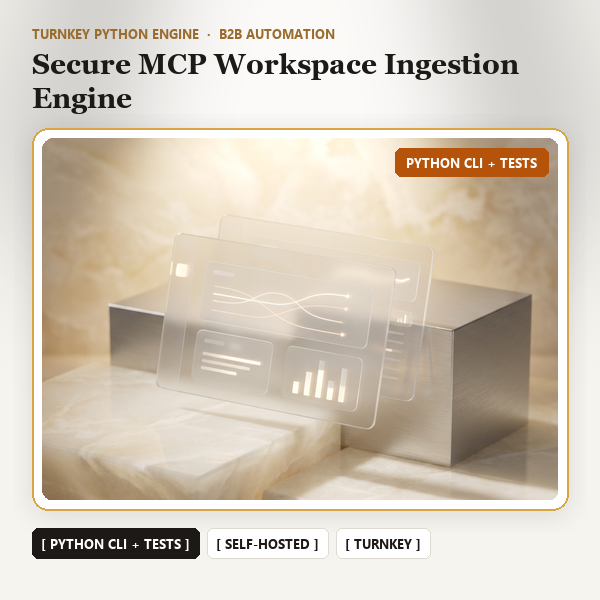 TURNKEY PYTHON ENGINE · B2B AUTOMATION
Secure MCP Workspace Ingestion
Engine
PYTHON CLI + TESTS
[ PYTHON CLI + TESTS ]
[ SELF-HOSTED ]
[ TURNKEY ]